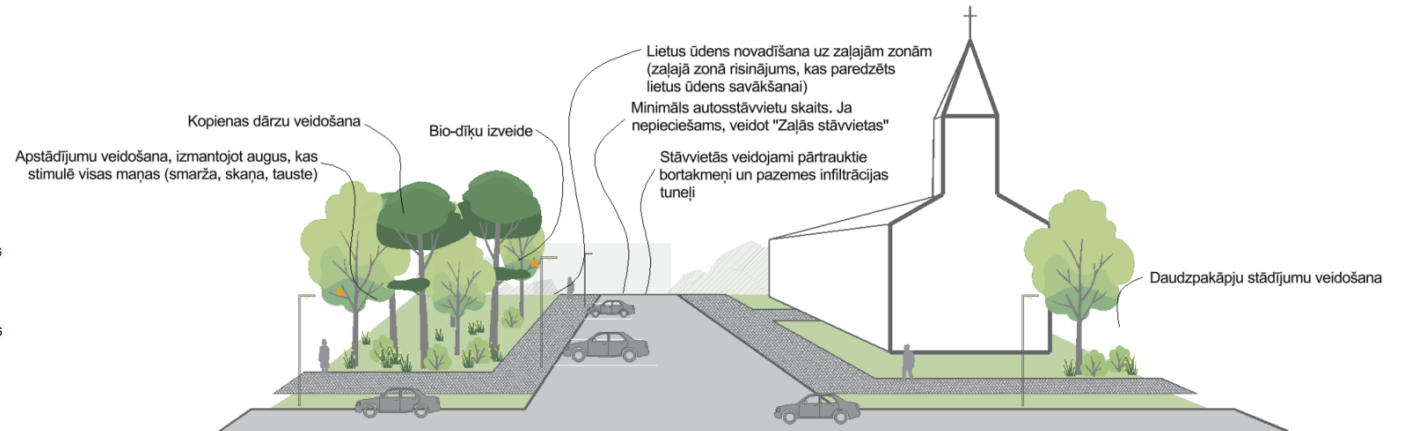 Lietus ūdens novadīšana uz zaļajām zonām
(zaļajā zonā risinājums, kas paredzēts
lietus ūdens savākšanai)
Minimāls autosstāvvietu skaits. Ja
nepieciešams, veidot "Zaļās stāvvietas"
Stāvvietās veidojami pārtrauktie
bortakmeņi un pazemes infiltrācijas
tuneļi
Kopienas dārzu veidošana
Bio-dīķu izveide
Apstādījumu veidošana, izmantojot augus, kas
stimulē visas maņas (smarža, skaņa, tauste)
Daudzpakāpju stādījumu veidošana
s
s